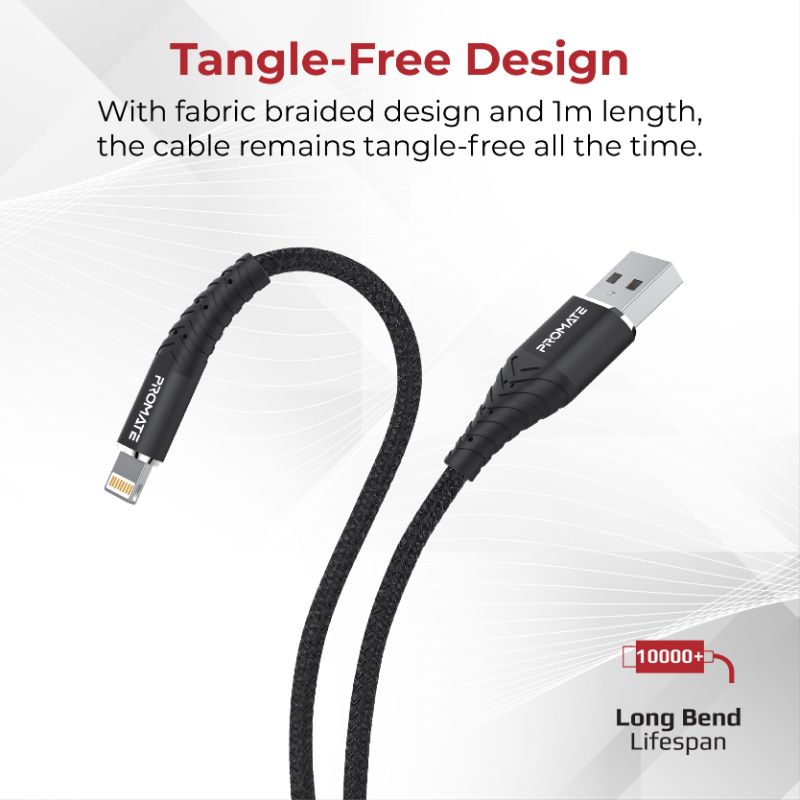 Tangle-Free Design
With fabric braided design and 1m length,
the cable remains tangle-free all the time.
PROMATE
PROMATE
10000+
Long Bend
Lifespan